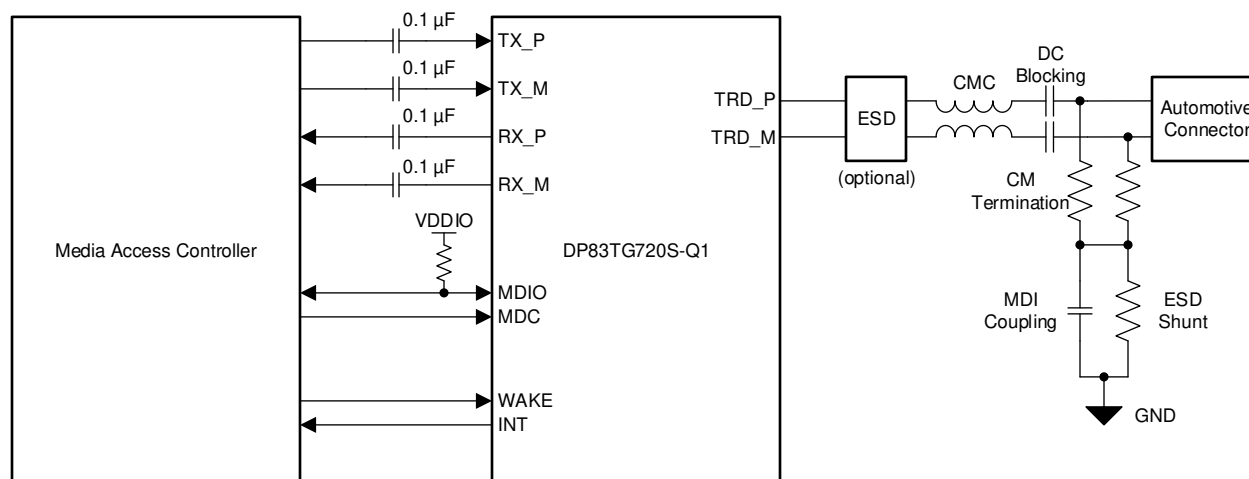 0.1 µF
TX_P
0.1 µF
TX_M
0.1 µF
RX_P
0.1 µF
RX_M
VDDIO
Media Access Controller
DP83TG720S-Q1
MDIO
MDC
WAKE
INT
TRD_P
TRD_M
ESD
(optional)
CMC
DC
Blocking
Automotive
Connector
CM
Termination
MDI
Coupling
ESD
Shunt
GND